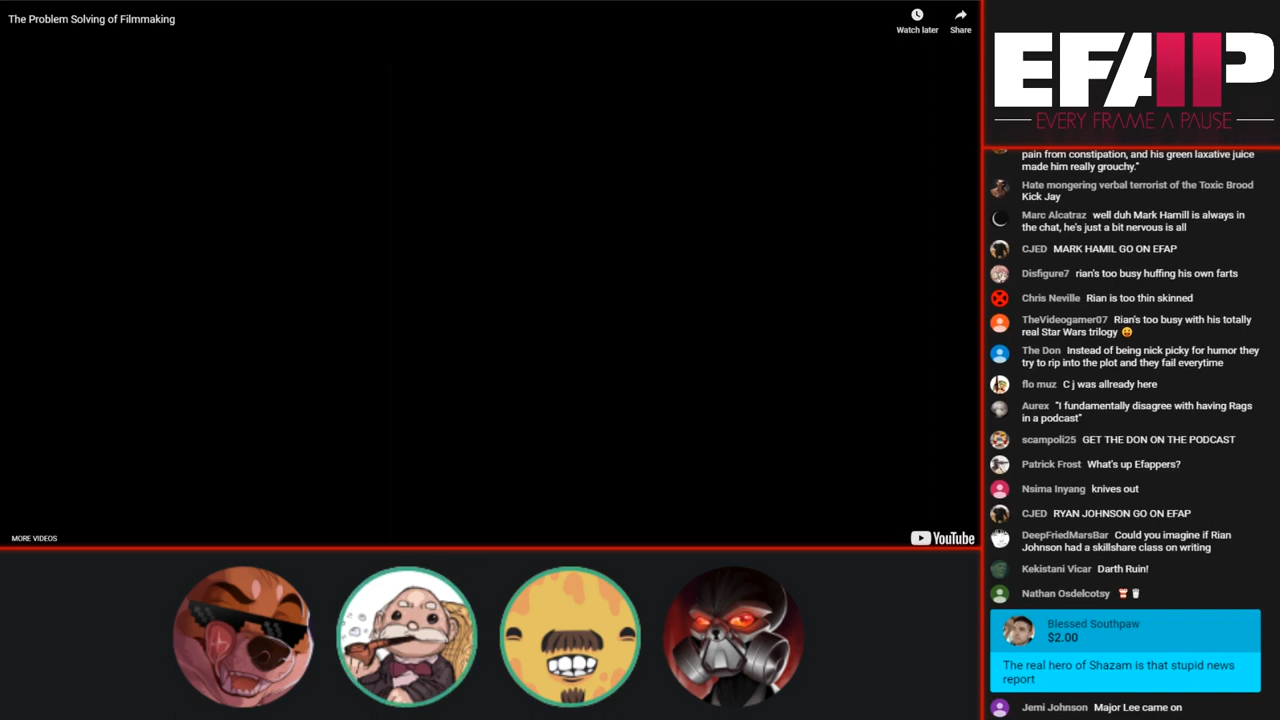 The Problem Solving of Filmmaking
Watch later
Share
MORE VIDEOS
YouTube
EFAP
EVERY FRAME A PAUSE
pain from constipation, and his green laxative juice
made him really grouchy."
Hate mongering verbal terrorist of the Toxic Brood
Kick Jay
Marc Alcatraz well duh Mark Hamill is always in
the chat, he's just a bit nervous is all
CJED MARK HAMIL GO ON EFAP
Disfigure7 rian's too busy huffing his own farts
Chris Neville Rian is too thin skinned
TheVideogamer07 Rian's too busy with his totally
real Star Wars trilogy 😛
The Don Instead of being nick picky for humor they
try to rip into the plot and they fail everytime
flo muz C j was allready here
Aurex "I fundamentally disagree with having Rags
in a podcast"
scampoli25 GET THE DON ON THE PODCAST
Patrick Frost What's up Efappers?
Nsima Inyang knives out
CJED RYAN JOHNSON GO ON EFAP
DeepFriedMarsBar Could you imagine if Rian
Johnson had a skillshare class on writing
Kekistani Vicar Darth Ruin!
Nathan Osdelcotsy
Blessed Southpaw
$2.00
The real hero of Shazam is that stupid news
report
Jemi Johnson Major Lee came on